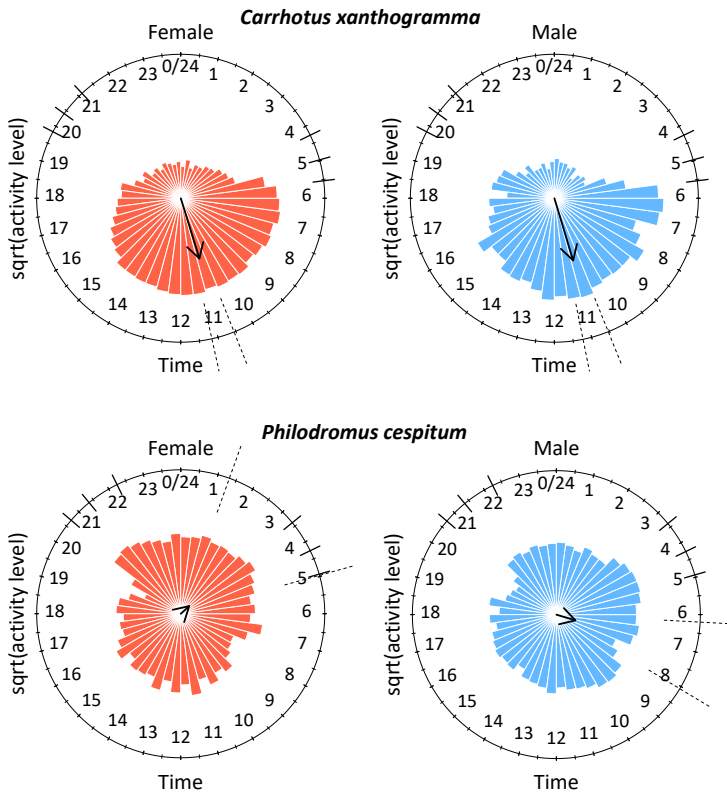 Carrhotus xanthogramma
Female
Male
0/24 1 2 3 4 5 6 7 8 9 10 11 12 13 14 15 16 17 18 19 20 21 22 23
0/24 1 2 3 4 5 6 7 8 9 10 11 12 13 14 15 16 17 18 19 20 21 22 23
sqrt(activity level)
sqrt(activity level)
Time
Time
Philodromus cespitum
Female
Male
0/24 1 2 3 4 5 6 7 8 9 10 11 12 13 14 15 16 17 18 19 20 21 22 23
0/24 1 2 3 4 5 6 7 8 9 10 11 12 13 14 15 16 17 18 19 20 21 22 23
sqrt(activity level)
sqrt(activity level)
Time
Time